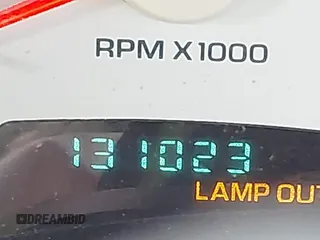 RPM X1000
131023
LAMP OUT
DREAMBID